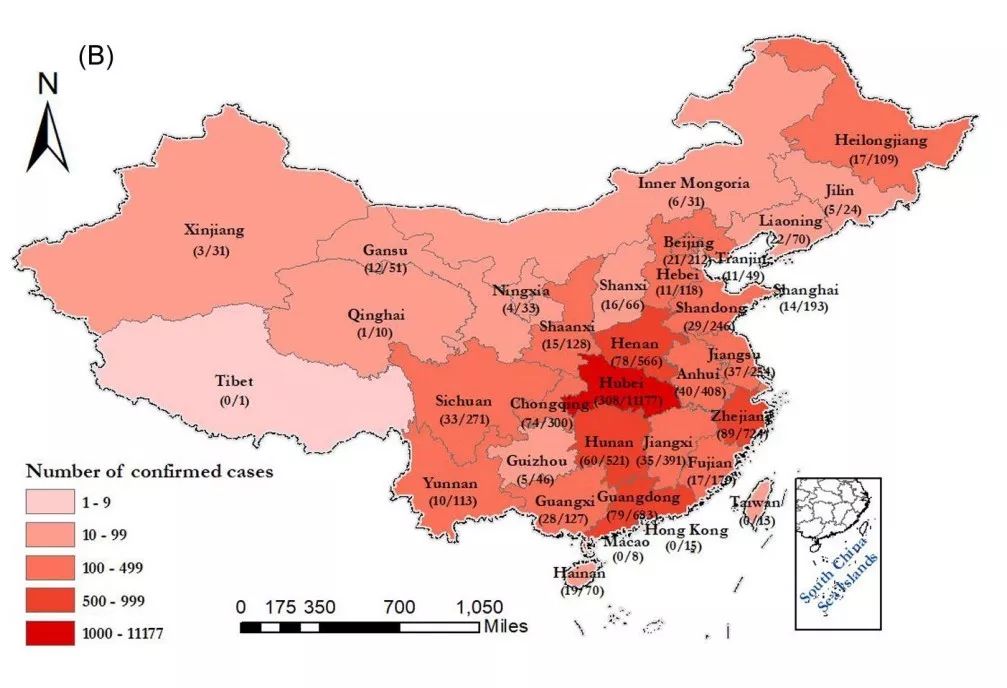 (B)
N
Heilongjiang
(17/109)
Inner Mongoria
(6/31)
Jilin
(5/24)
Liaoning
(22/70)
Xinjiang
(3/31)
Gansu
(12/51)
Beijing
(21/212)
Tranjin
(11/49)
Hebei
(11/118)
Shanxi
(16/66)
Ningxia
(4/33)
Shanghai
(14/193)
Qinghai
(1/10)
Shandong
(29/246)
Shaanxi
(15/128)
Henan
(78/566)
Jiangsu
(37/254)
Anhui
(40/408)
Tibet
(0/1)
Hubei
(308/11177)
Sichuan
(33/271)
Chongqing
(74/300)
Zhejiang
(89/724)
Hunan
(60/521)
Jiangxi
(35/391)
Guizhou
(5/46)
Fujian
(17/179)
Yunnan
(10/113)
Guangxi
(28/127)
Guangdong
(79/683)
Taiwan
(0/13)
Hong Kong
(0/15)
Macao
(0/8)
Hainan
(19/70)
Number of confirmed cases
1 - 9
10 - 99
100 - 499
500 - 999
1000 - 11177
0 175 350 700 1,050
Miles
South China
Sea Islands